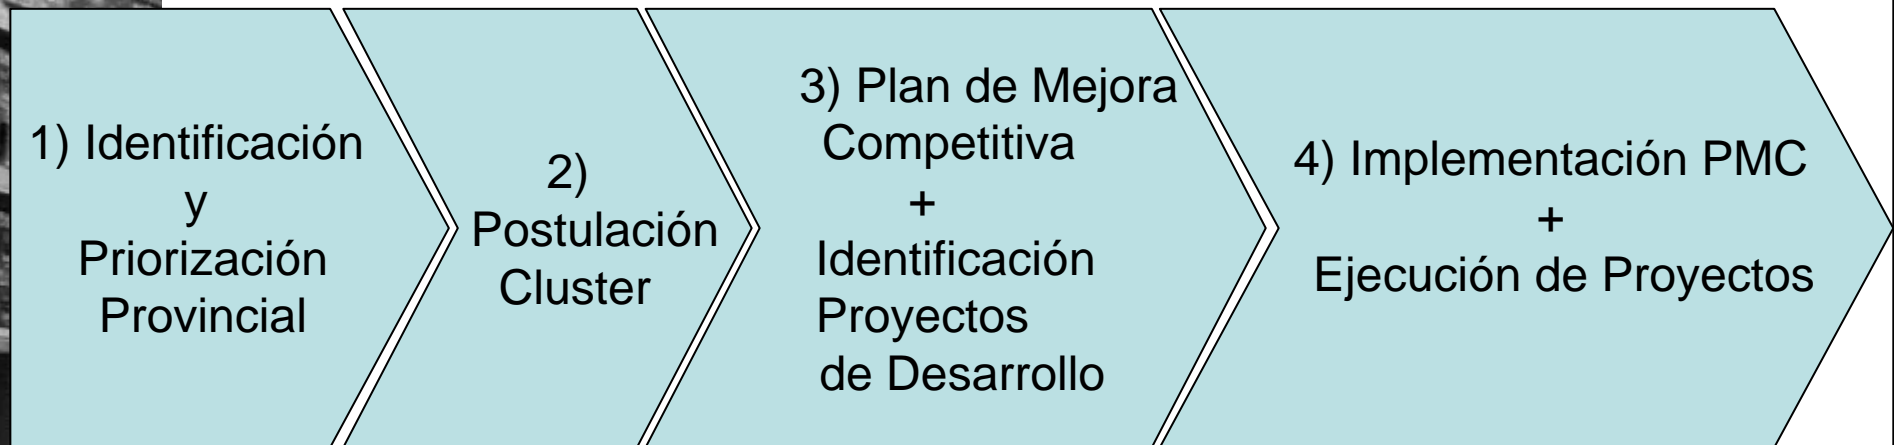 1) Identificación
y
Priorización
Provincial
2)
Postulación
Cluster
3) Plan de Mejora
Competitiva
+
Identificación
Proyectos
de Desarrollo
4) Implementación PMC
+
Ejecución de Proyectos